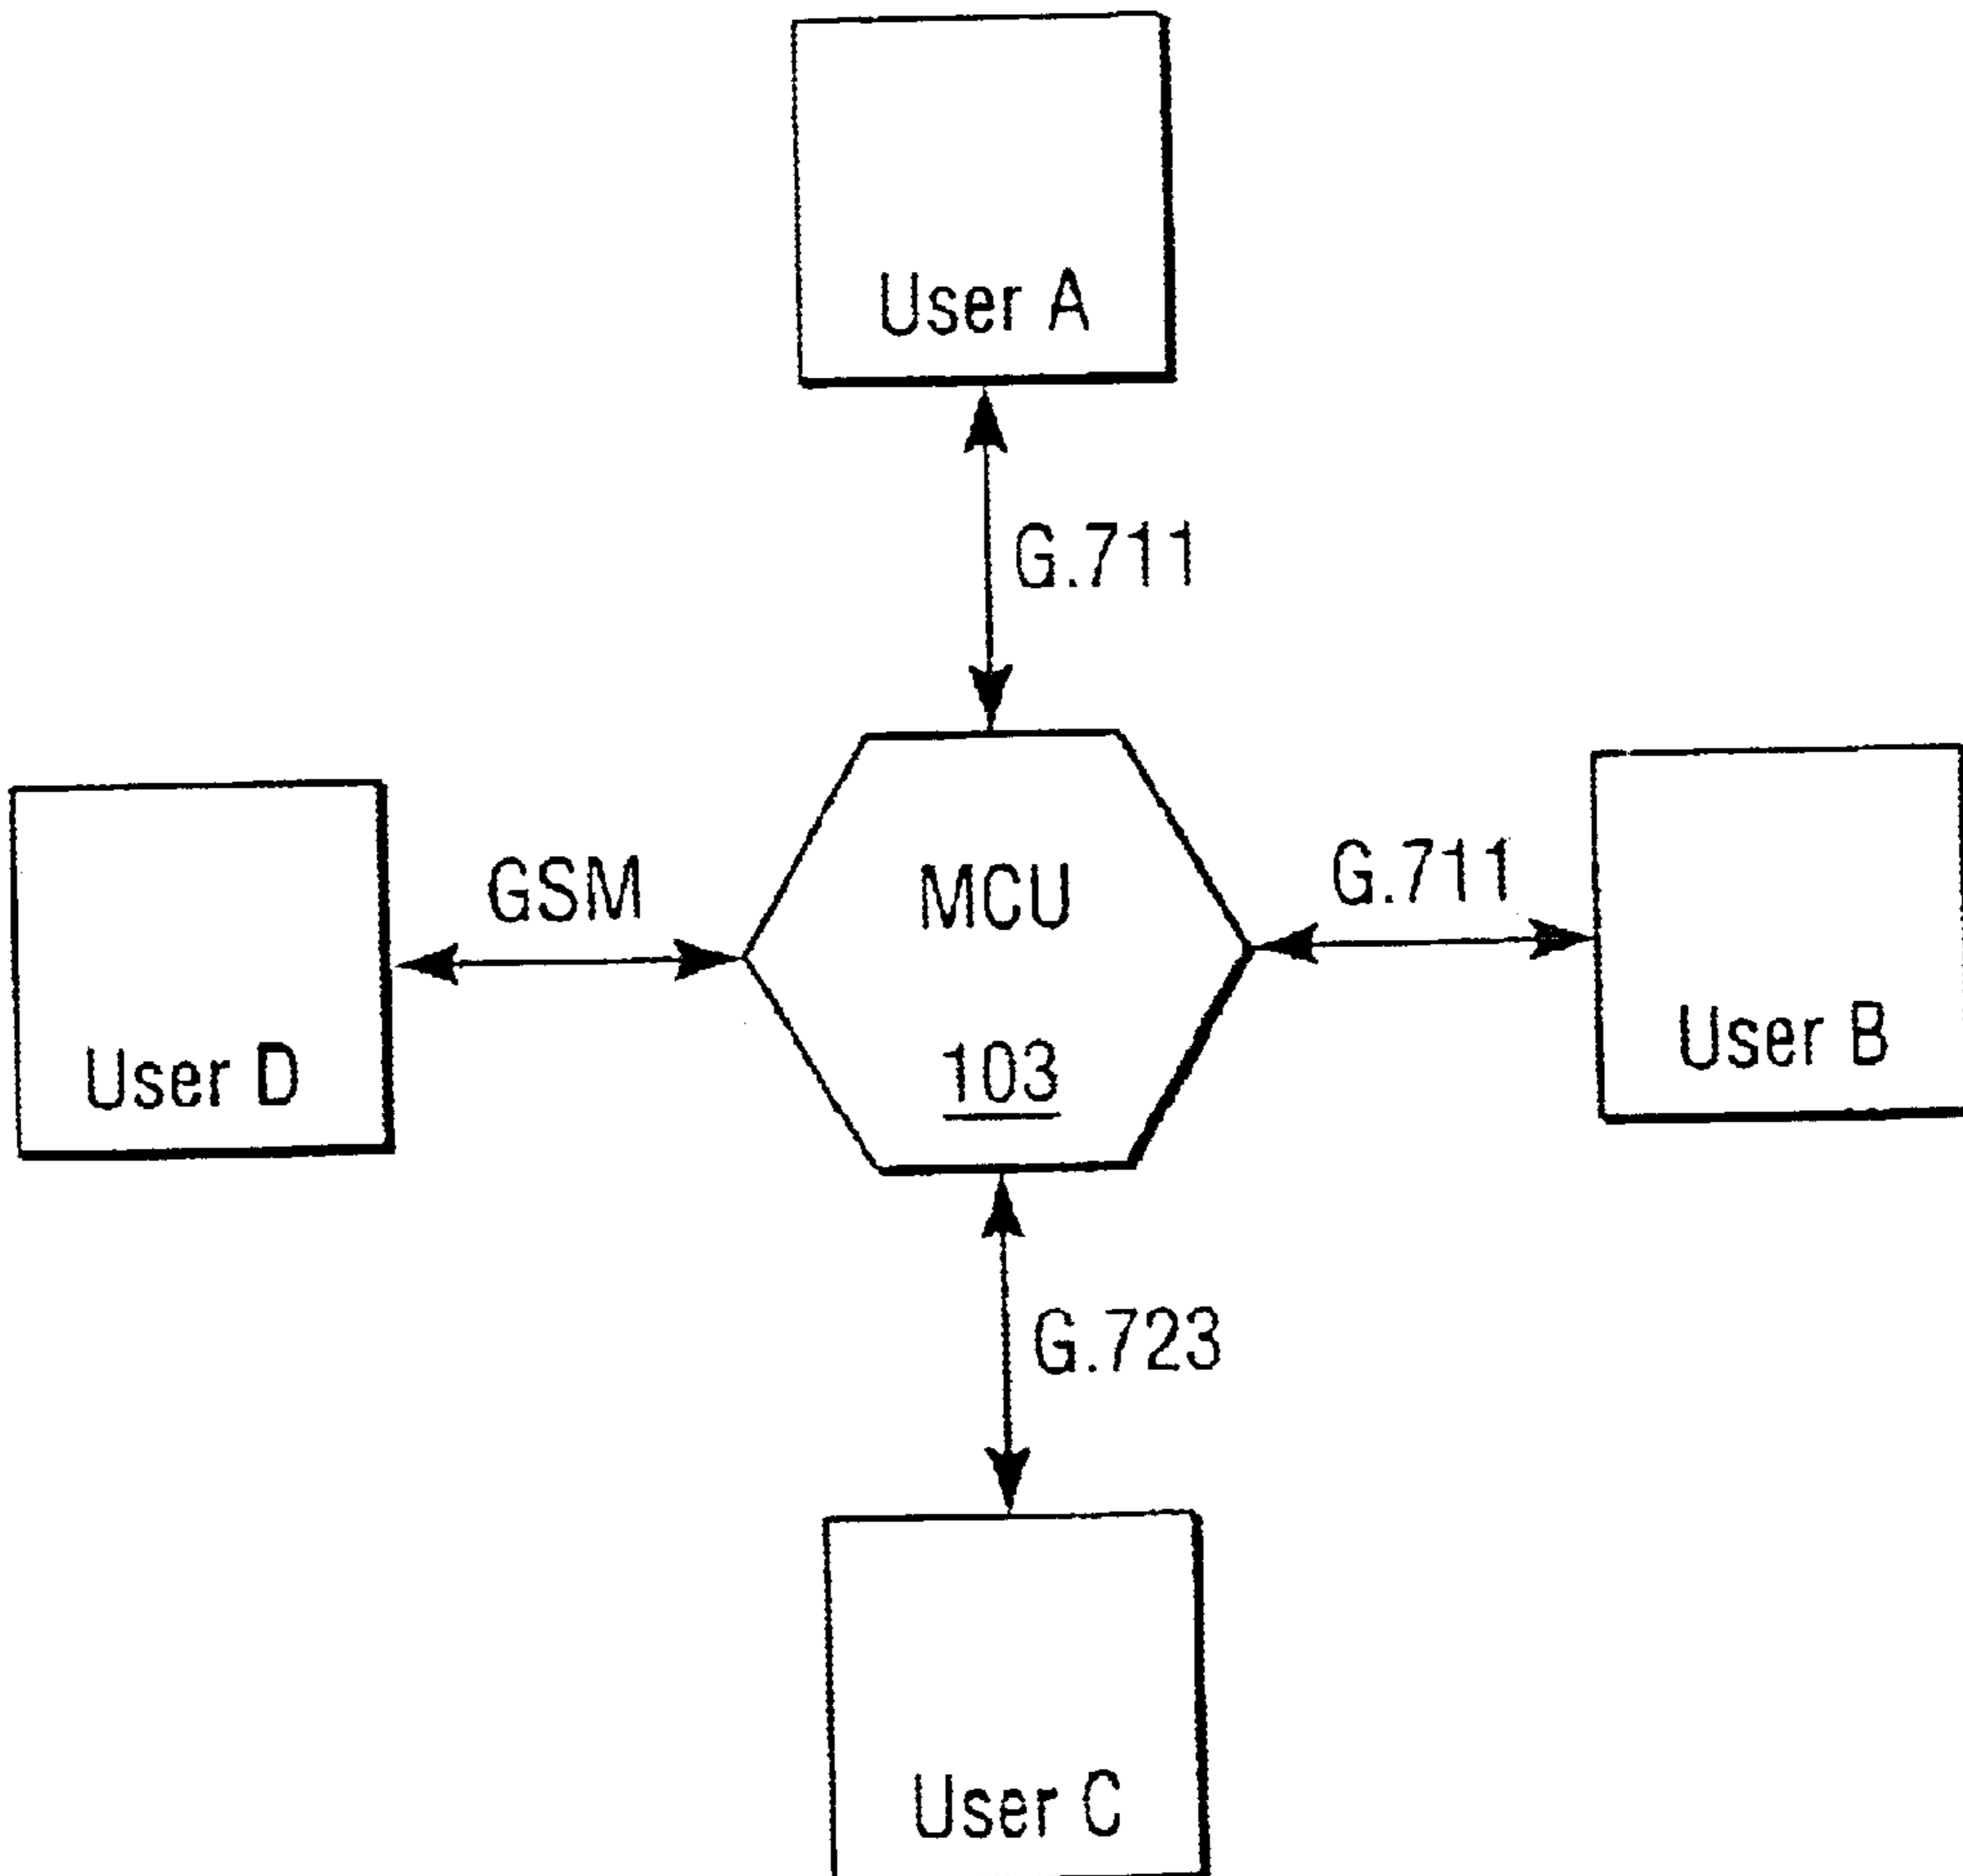 User A
G.711
GSM
MCU
G.711
User D
103
User B
G.723
User C